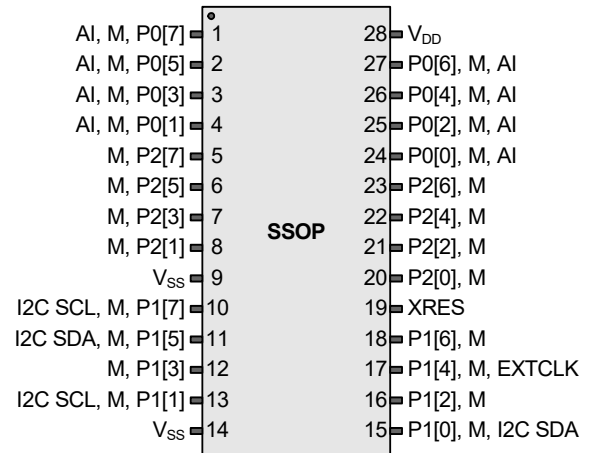 AI, M, P0[7] 1 28 VDD
AI, M, P0[5] 2 27 P0[6], M, AI
AI, M, P0[3] 3 26 P0[4], M, AI
AI, M, P0[1] 4 25 P0[2], M, AI
M, P2[7] 5 24 P0[0], M, AI
M, P2[5] 6 23 P2[6], M
M, P2[3] 7 22 P2[4], M
SSOP
M, P2[1] 8 21 P2[2], M
VSS 9 20 P2[0], M
I2C SCL, M, P1[7] 10 19 XRES
I2C SDA, M, P1[5] 11 18 P1[6], M
M, P1[3] 12 17 P1[4], M, EXTCLK
I2C SCL, M, P1[1] 13 16 P1[2], M
VSS 14 15 P1[0], M, I2C SDA